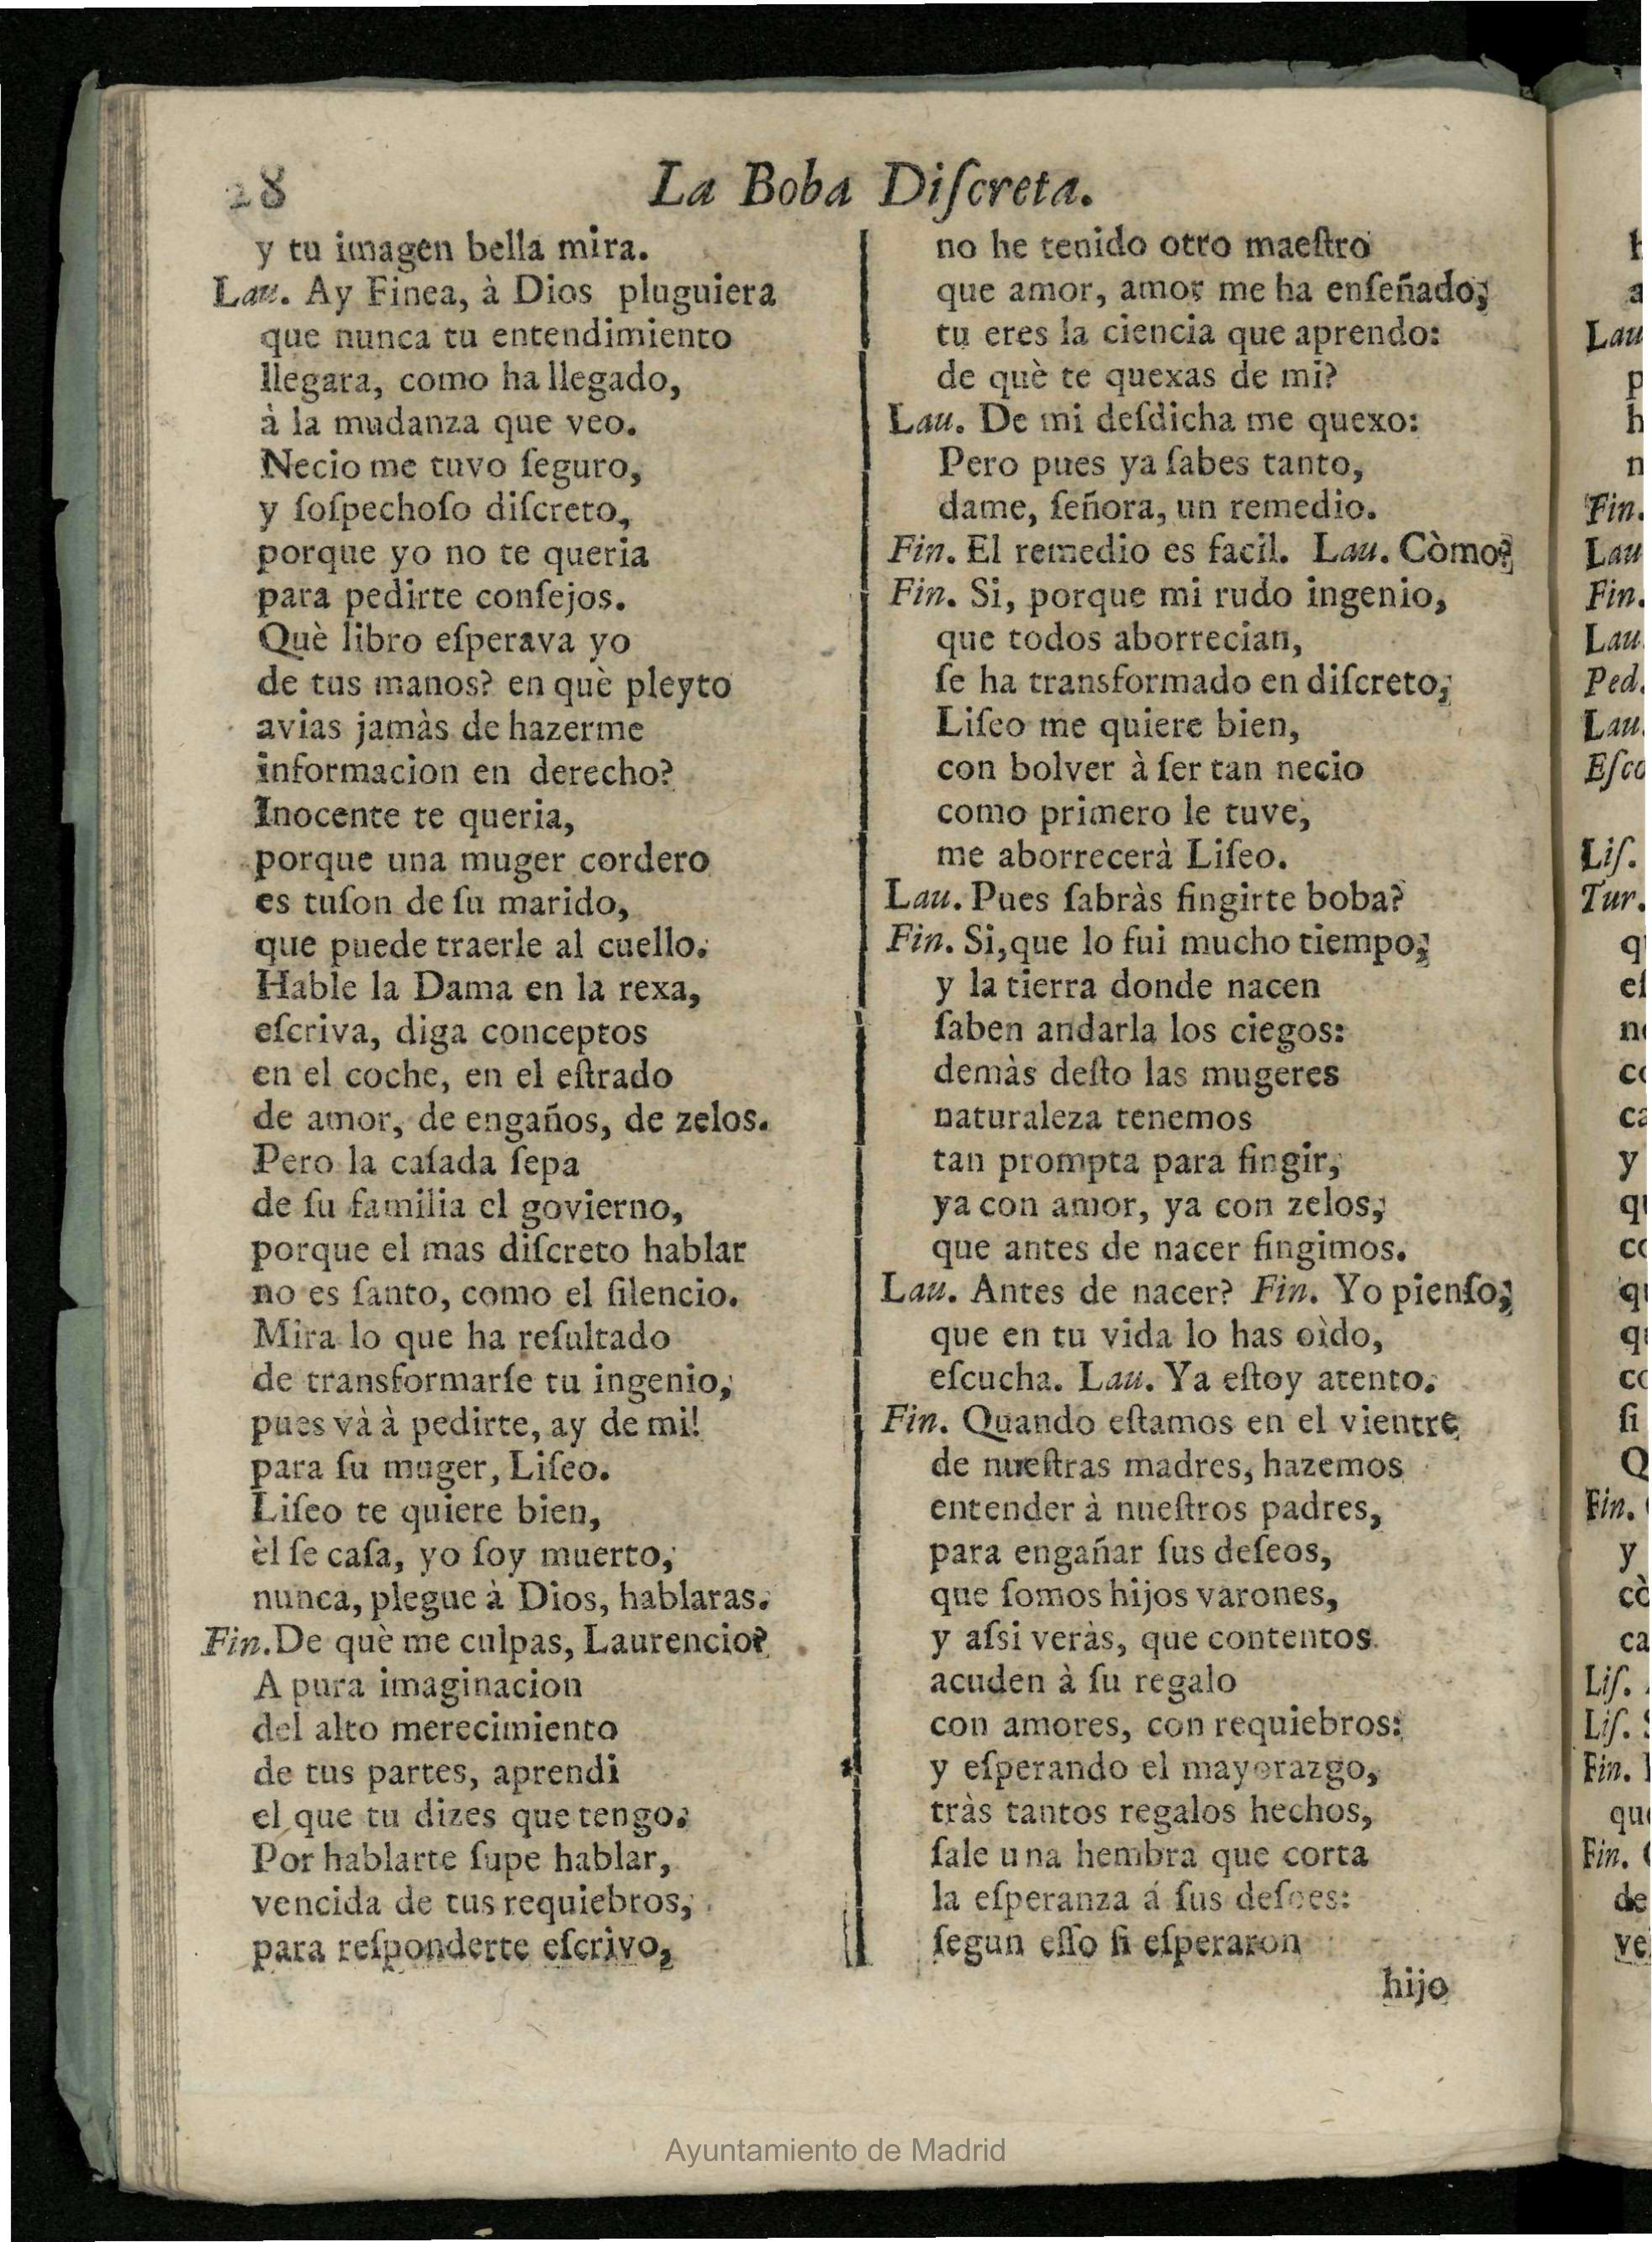 28
La Boba Diſcreta.
y tu imagen bella mira.
Lau. Ay Finea, à Dios pluguiera
que nunca tu entendimiento
llegara, como ha llegado,
à la mudanza que veo.
Necio me tuvo ſeguro,
y ſoſpechoſo diſcreto,
porque yo no te queria
para pedirte conſejos.
Què libro eſperava yo
de tus manos? en què pleyto
avias jamàs de hazerme
informacion en derecho?
Inocente te queria,
porque una muger cordero
es tuſon de ſu marido,
que puede traerle al cuello.
Hable la Dama en la rexa,
eſcriva, diga conceptos
en el coche, en el eſtrado
de amor, de engaños, de zelos.
Pero la caſada ſepa
de ſu familia el govierno,
porque el mas diſcreto hablar
no es ſanto, como el ſilencio.
Mira lo que ha reſultado
de transformarſe tu ingenio,
pues và à pedirte, ay de mi!
para ſu muger, Liſeo.
Liſeo te quiere bien,
èl ſe caſa, yo ſoy muerto,
nunca, plegue à Dios, hablaras.
Fin. De què me culpas, Laurencio?
A pura imaginacion
del alto merecimiento
de tus partes, aprendi
el que tu dizes que tengo.
Por hablarte ſupe hablar,
vencida de tus requiebros,
para reſponderte eſcrivo,
no he tenido otro maeſtro
que amor, amor me ha enſeñado;
tu eres la ciencia que aprendo:
de què te quexas de mi?
Lau. De mi deſdicha me quexo:
Pero pues ya ſabes tanto,
dame, ſeñora, un remedio.
Fin. El remedio es facil. Lau. Còmo?
Fin. Si, porque mi rudo ingenio,
que todos aborrecian,
ſe ha transformado en diſcreto;
Liſeo me quiere bien,
con bolver à ſer tan necio
como primero le tuve,
me aborrecerà Liſeo.
Lau. Pues ſabràs fingirte boba?
Fin. Si, que lo fui mucho tiempo;
y la tierra donde nacen
ſaben andarla los ciegos:
demàs deſto las mugeres
naturaleza tenemos
tan prompta para fingir,
ya con amor, ya con zelos,
que antes de nacer fingimos.
Lau. Antes de nacer? Fin. Yo pienſo;
que en tu vida lo has oìdo,
eſcucha. Lau. Ya eſtoy atento.
Fin. Quando eſtamos en el vientre
de nueſtras madres, hazemos
entender à nueſtros padres,
para engañar ſus deſeos,
que ſomos hijos varones,
y aſsi veràs, que contentos
acuden à ſu regalo
con amores, con requiebros:
y eſperando el mayorazgo,
tràs tantos regalos hechos,
ſale una hembra que corta
la eſperanza á ſus deſoes:
ſegun eſſo ſi eſperaron
hijo
Lau
Fin.
Lau
Fin.
Lau.
Ped.
Lau.
Eſco
Liſ.
Tur.
Fin.
Liſ.
Liſ.
Fin.
Fin.
Ayuntamiento de Madrid